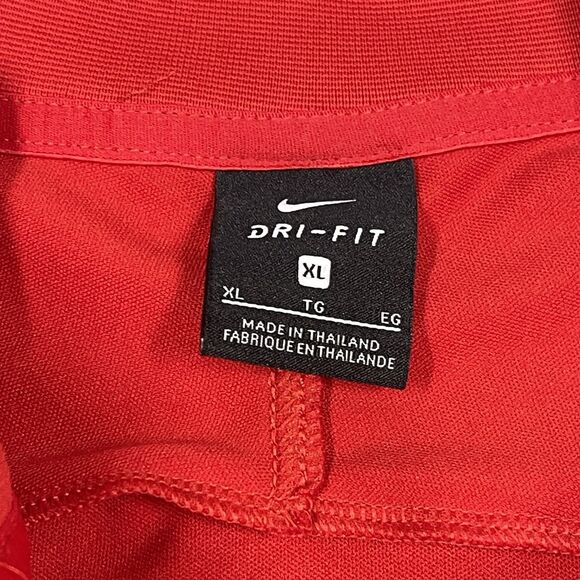 DRI-FIT
XL
XL TG EG
MADE IN THAILAND
FABRIQUE EN THAILANDE